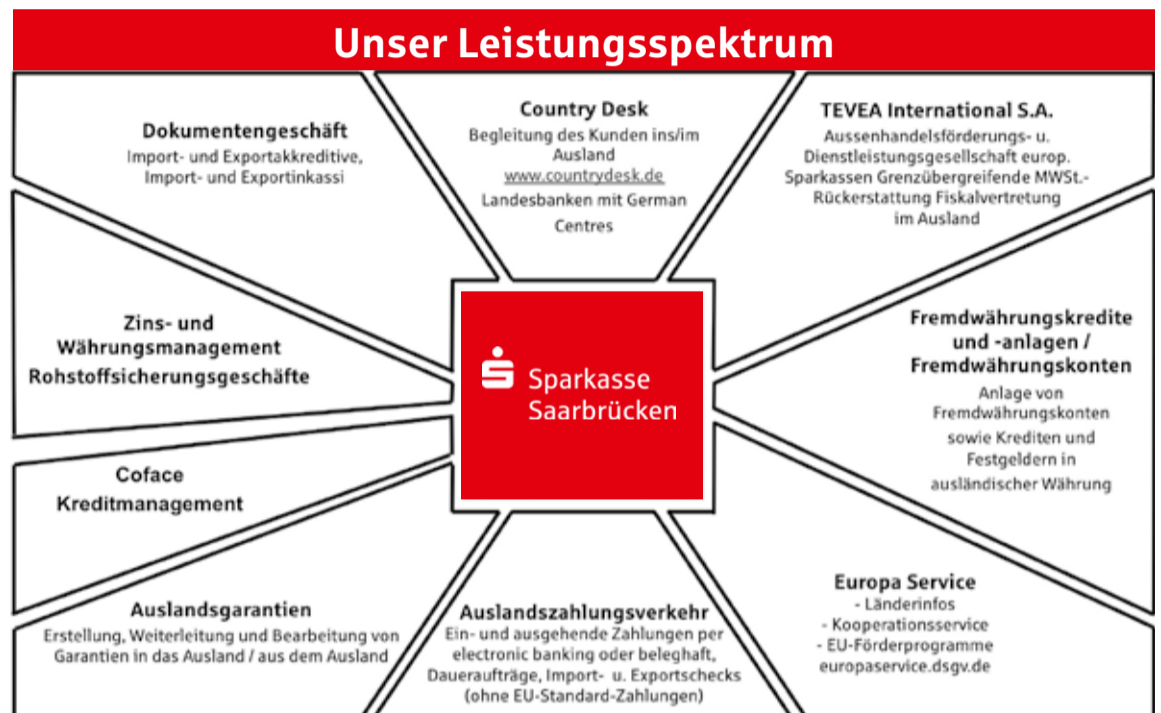 Unser Leistungsspektrum
Dokumentengeschäft
Import- und Exportakkreditive,
Import- und Exportinkassi
Country Desk
Begleitung des Kunden ins/im
Ausland
www.countrydesk.de
Landesbanken mit German
Centres
TEVEA International S.A.
Aussenhandelsförderungs- u.
Dienstleistungsgesellschaft europ.
Sparkassen Grenzübergreifende MWSt.-
Rückerstattung Fiskalvertretung
im Ausland
Zins- und
Währungsmanagement
Rohstoffsicherungsgeschäfte
Sparkasse
Saarbrücken
Fremdwährungskredite
und -anlagen /
Fremdwährungskonten
Anlage von
Fremdwährungskonten
sowie Krediten und
Festgeldern in
ausländischer Währung
Coface
Kreditmanagement
Auslandsgarantien
Erstellung, Weiterleitung und Bearbeitung von
Garantien in das Ausland / aus dem Ausland
Auslandszahlungsverkehr
Ein- und ausgehende Zahlungen per
electronic banking oder beleghaft,
Daueraufträge, Import- u. Exportschecks
(ohne EU-Standard-Zahlungen)
Europa Service
- Länderinfos
- Kooperationsservice
- EU-Förderprogramme
europaservice.dsgv.de